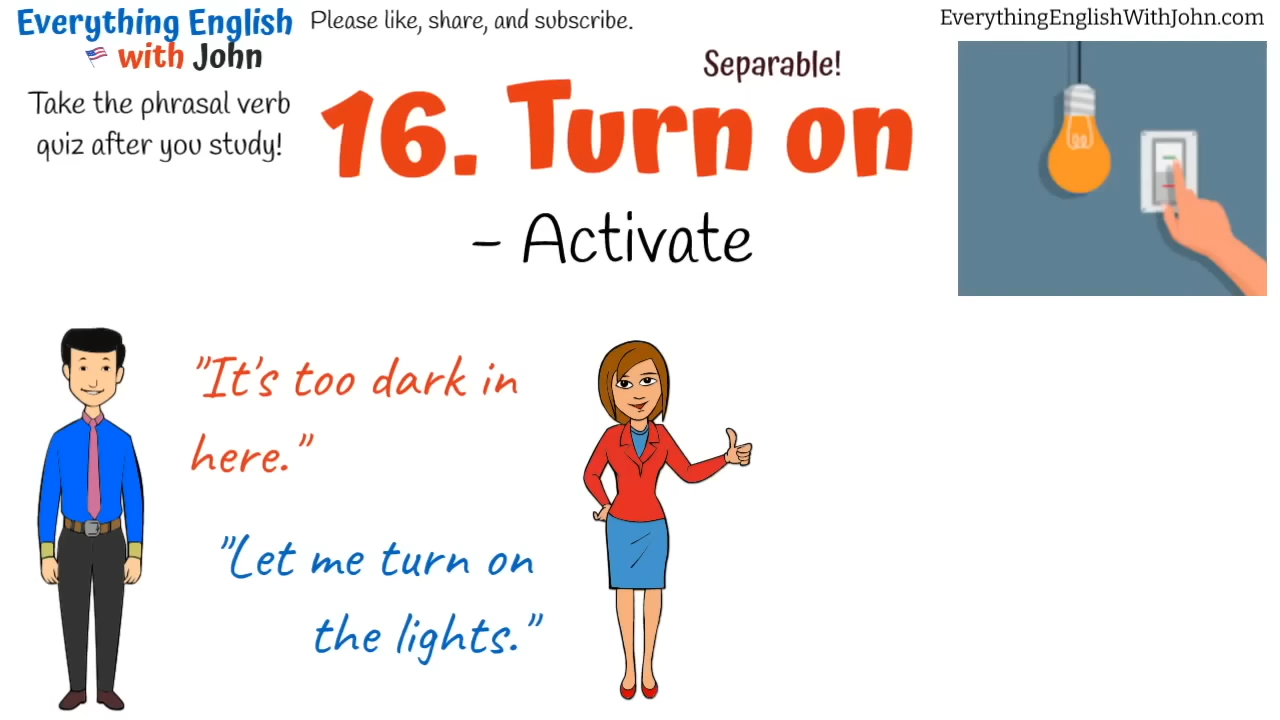 Everything English
with John
Please like, share, and subscribe.
EverythingEnglishWithJohn.com
Take the phrasal verb
quiz after you study!
Separable!
16. Turn on
- Activate
"It's too dark in
here."
"Let me turn on
the lights."